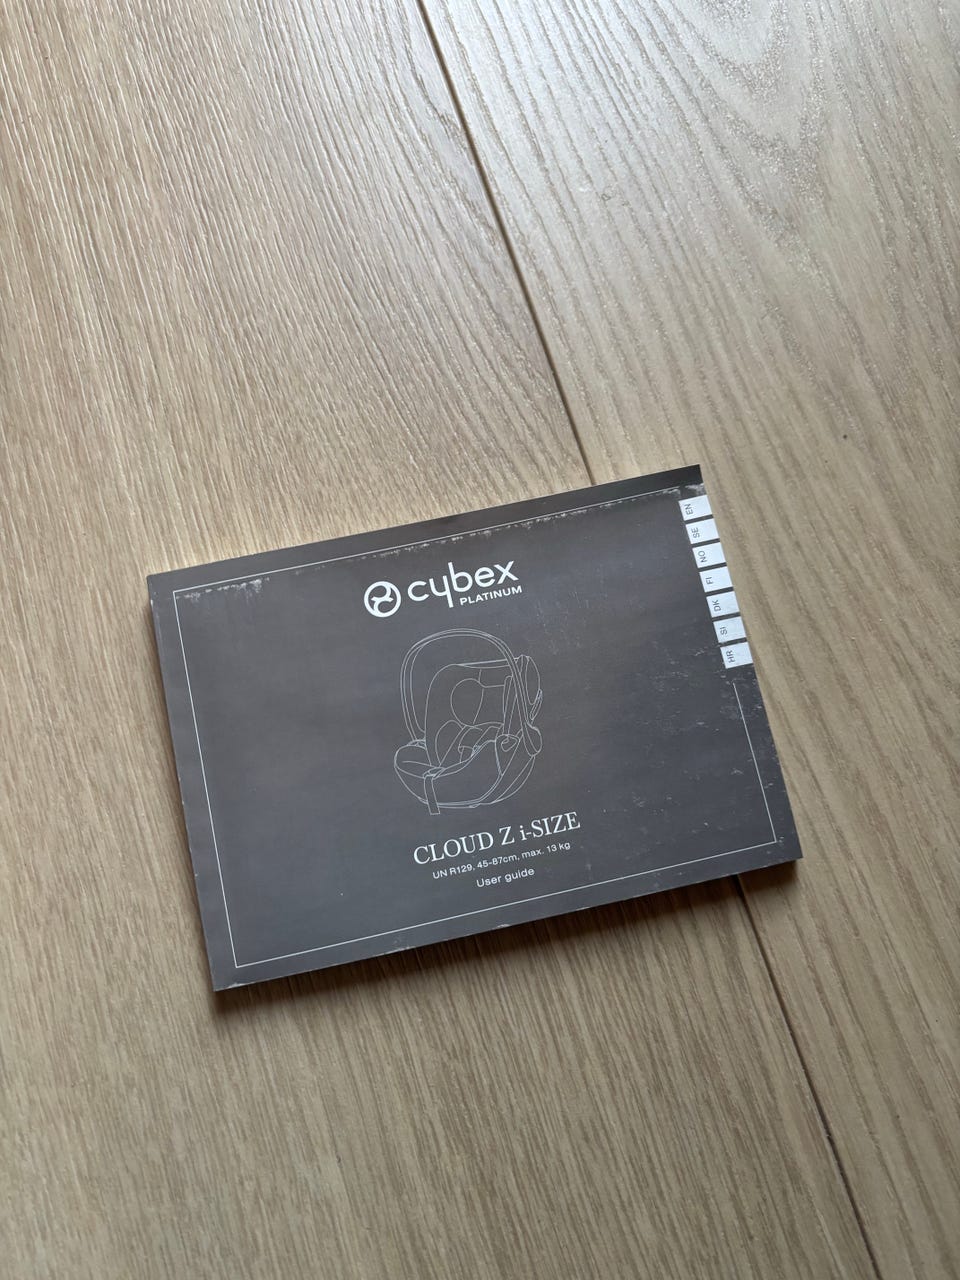 cybex
PLATINUM
CLOUD Z i-SIZE
UN R129, 45-87cm, max. 13 kg
User guide
EN
SE
NO
FI
DK
SI
HR